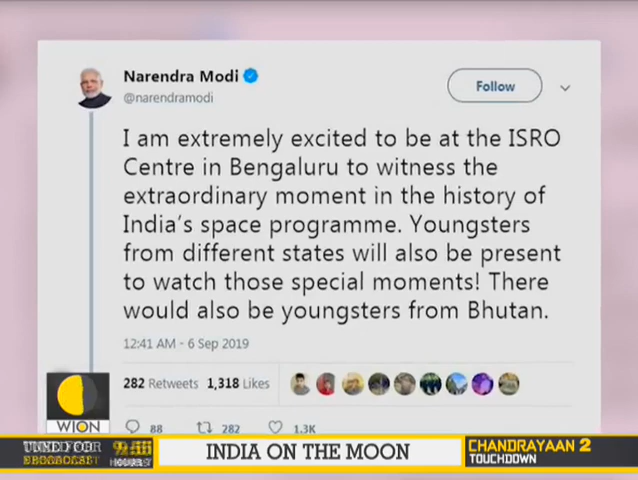 Narendra Modi
@narendramodi
Follow
I am extremely excited to be at the ISRO
Centre in Bengaluru to witness the
extraordinary moment in the history of
India's space programme. Youngsters
from different states will also be present
to watch those special moments! There
would also be youngsters from Bhutan.
12:41 AM - 6 Sep 2019
282 Retweets 1,318 Likes
88 282 1.3K
WION
INDIA ON THE MOON
CHANDRAYAAN 2
TOUCHDOWN